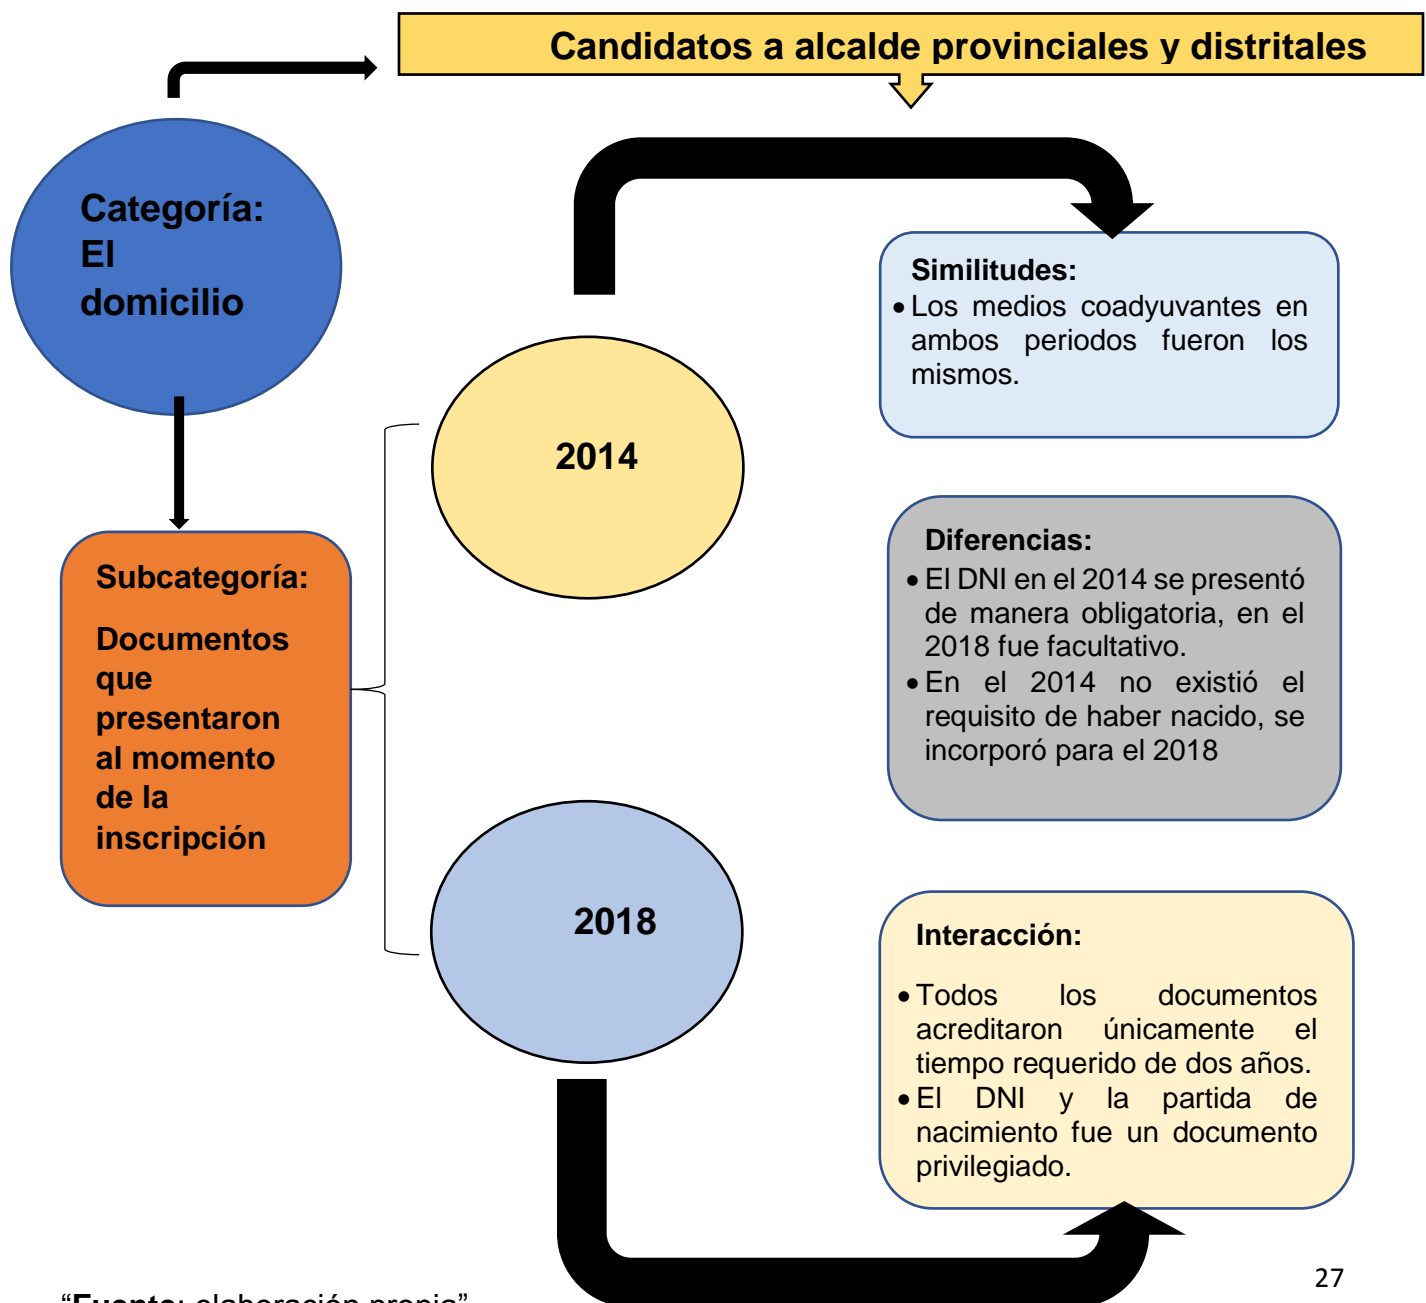 Candidatos a alcalde provinciales y distritales
Categoría:
El
domicilio
Subcategoría:
Documentos
que
presentaron
al momento
de la
inscripción
2014
2018
Similitudes:
• Los medios coadyuvantes en
ambos periodos fueron los
mismos.
Diferencias:
• El DNI en el 2014 se presentó
de manera obligatoria, en el
2018 fue facultativo.
• En el 2014 no existió el
requisito de haber nacido, se
incorporó para el 2018
Interacción:
• Todos los documentos
acreditaron únicamente el
tiempo requerido de dos años.
• El DNI y la partida de
nacimiento fue un documento
privilegiado.
27
“Fuente: elaboración propia”